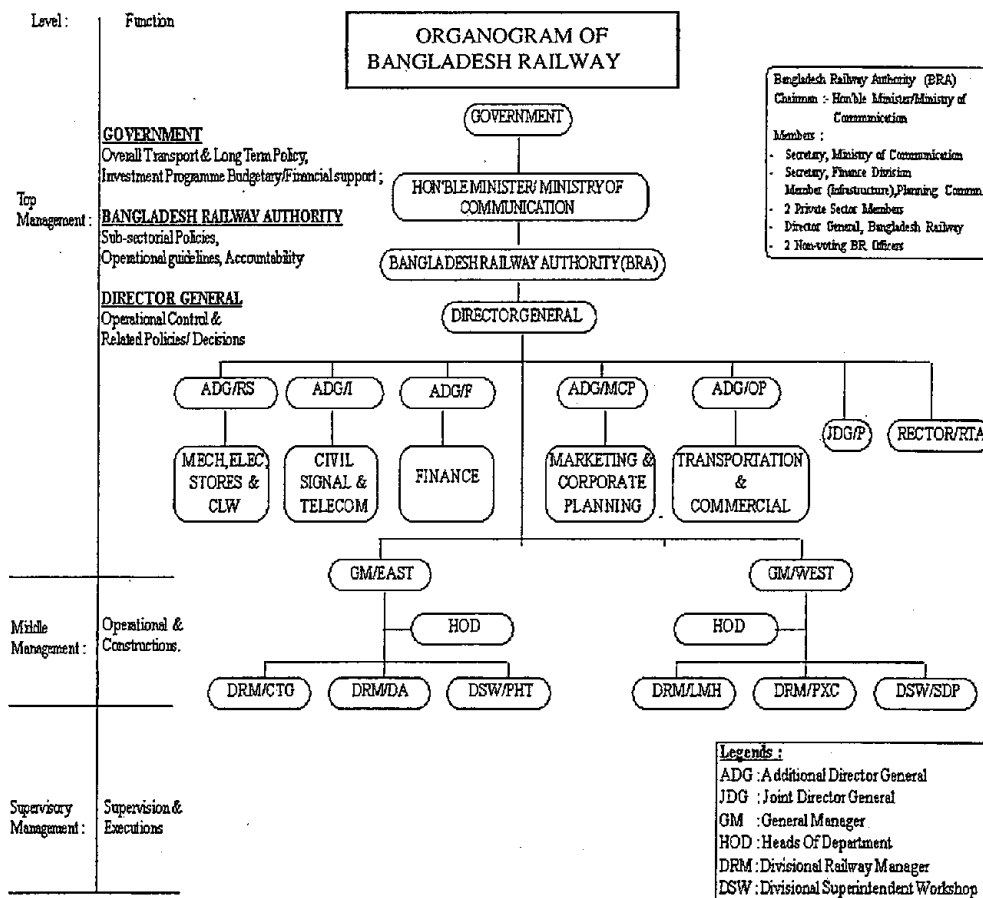 Level :
Function
ORGANOGRAM OF
BANGLADESH RAILWAY
Bangladesh Railway Authority (BRA)
Chairman :- Hon'ble Minister/Ministry of
Communication
Members ;
- Secretary, Ministry of Communication
- Secretary, Finance Division
Member (Infrastructure),Planning Commn.
- 2 Private Sector Members
- Director General, Bangladesh Railway
- 2 Non-voting BR Officers
Top
Management :
GOVERNMENT
Overall Transport & Long Term Policy,
Investment Programme Budgetary/Financial support ;
BANGLADESH RAILWAY AUTHORITY
Sub-sectorial Policies,
Operational guidelines, Accountability
DIRECTOR GENERAL
Operational Control &
Related Policies/ Decisions
GOVERNMENT
HON'BLE MINISTER/ MINISTRY OF
COMMUNICATION
BANGLADESH RAILWAY AUTHORITY (BRA)
DIRECTOR GENERAL
ADG/RS
ADG/I
ADG/F
ADG/MCP
ADG/OP
JDG/P
RECTOR/RTA
MECH, ELEC,
STORES &
CLW
CIVIL
SIGNAL &
TELECOM
FINANCE
MARKETING &
CORPORATE
PLANNING
TRANSPORTATION
&
COMMERCIAL
GM/EAST
GM/WEST
Middle
Management :
Operational &
Constructions.
HOD
HOD
DRM/CTG
DRM/DA
DSW/PHT
DRM/LMH
DRM/PXC
DSW/SDP
Supervisory
Management :
Supervision &
Executions
Legends :
ADG : Additional Director General
JDG : Joint Director General
GM : General Manager
HOD : Heads Of Department
DRM : Divisional Railway Manager
DSW : Divisional Superintendent Workshop